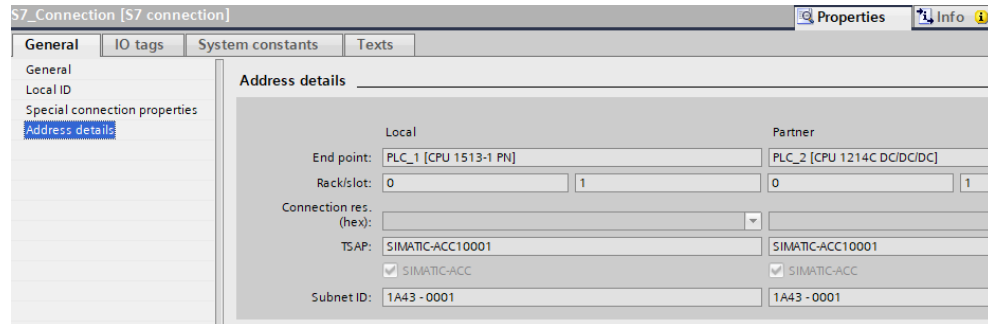 S7_Connection [S7 connection]
Properties
Info
General
IO tags
System constants
Texts
General
Local ID
Special connection properties
Address details
Address details
Local
Partner
End point:
PLC_1 [CPU 1513-1 PN]
PLC_2 [CPU 1214C DC/DC/DC]
Rack/slot:
0
1
0
1
Connection res.
(hex):
TSAP:
SIMATIC-ACC10001
SIMATIC-ACC10001
SIMATIC-ACC
SIMATIC-ACC
Subnet ID:
1A43 - 0001
1A43 - 0001